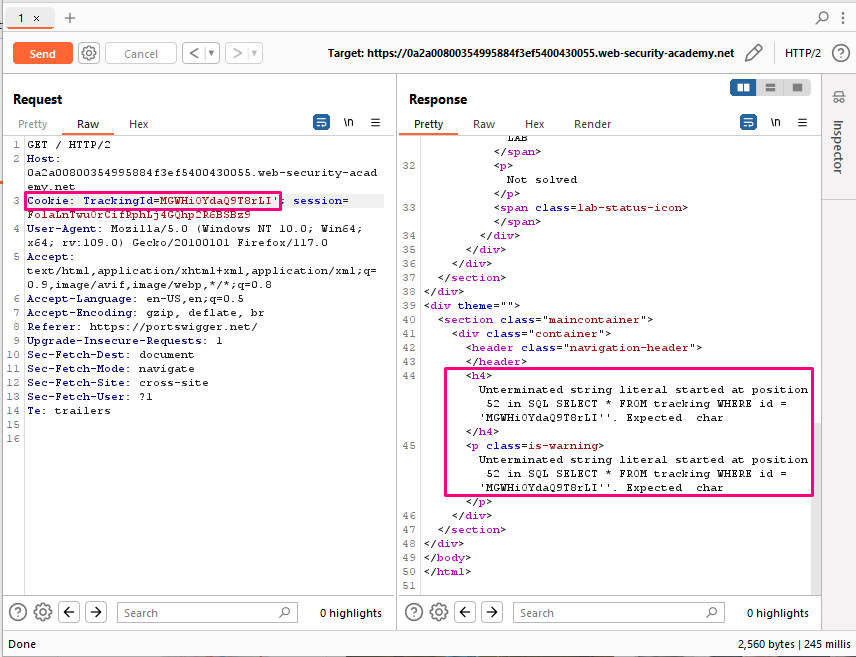 1 ×
Send
Cancel
Target: https://0a2a00800354995884f3ef5400430055.web-security-academy.net
HTTP/2
Request
Pretty
Raw
Hex
\n
1 GET / HTTP/2
2 Host:
0a2a00800354995884f3ef5400430055.web-security-acad
emy.net
3 Cookie: TrackingId=MGWHi0YdaQ9T8rLI'; session=
FolaLnTwu0rCifRphLj4GQhp2R6BSBz9
4 User-Agent: Mozilla/5.0 (Windows NT 10.0; Win64;
x64; rv:109.0) Gecko/20100101 Firefox/117.0
5 Accept:
text/html,application/xhtml+xml,application/xml;q=
0.9,image/avif,image/webp,*/*;q=0.8
6 Accept-Language: en-US,en;q=0.5
7 Accept-Encoding: gzip, deflate, br
8 Referer: https://portswigger.net/
9 Upgrade-Insecure-Requests: 1
10 Sec-Fetch-Dest: document
11 Sec-Fetch-Mode: navigate
12 Sec-Fetch-Site: cross-site
13 Sec-Fetch-User: ?1
14 Te: trailers
15
16
Search
0 highlights
Response
Pretty
Raw
Hex
Render
\n
LAB
</span>
32 <p>
Not solved
</p>
33 <span class=lab-status-icon>
</span>
34 </div>
35 </div>
36 </div>
37 </section>
38 </div>
39 <div theme="">
40 <section class="maincontainer">
41 <div class="container">
42 <header class="navigation-header">
43 </header>
44 <h4>
Unterminated string literal started at position
52 in SQL SELECT * FROM tracking WHERE id =
'MGWHi0YdaQ9T8rLI''. Expected  char
</h4>
45 <p class=is-warning>
Unterminated string literal started at position
52 in SQL SELECT * FROM tracking WHERE id =
'MGWHi0YdaQ9T8rLI''. Expected  char
</p>
46 </div>
47 </section>
48 </div>
49 </body>
50 </html>
51
Search
0 highlights
Inspector
Done
2,560 bytes | 245 millis